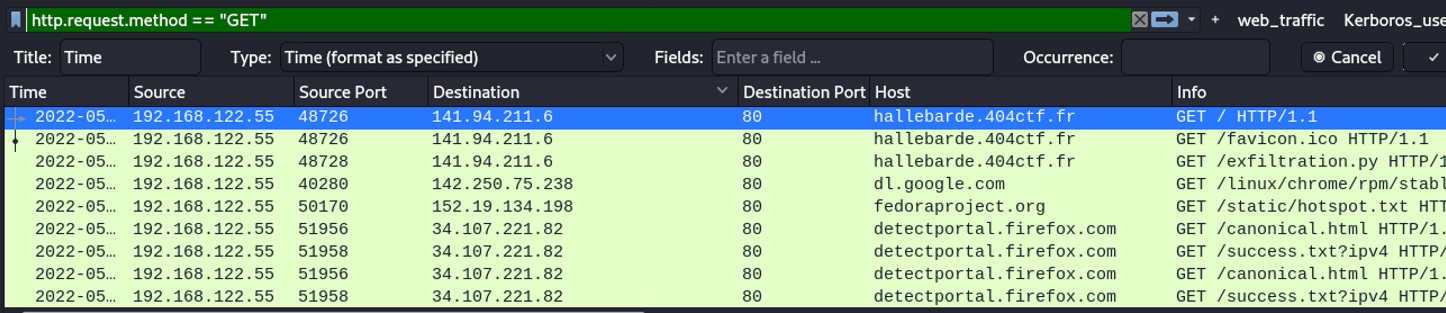 http.request.method == "GET" + web_traffic Kerboros_use
Title: Time Type: Time (format as specified) Fields: Enter a field ... Occurrence: Cancel
Time Source Source Port Destination Destination Port Host Info
2022-05… 192.168.122.55 48726 141.94.211.6 80 hallebarde.404ctf.fr GET / HTTP/1.1
2022-05… 192.168.122.55 48726 141.94.211.6 80 hallebarde.404ctf.fr GET /favicon.ico HTTP/1.1
2022-05… 192.168.122.55 48728 141.94.211.6 80 hallebarde.404ctf.fr GET /exfiltration.py HTTP/1
2022-05… 192.168.122.55 40280 142.250.75.238 80 dl.google.com GET /linux/chrome/rpm/stabl
2022-05… 192.168.122.55 50170 152.19.134.198 80 fedoraproject.org GET /static/hotspot.txt HTT
2022-05… 192.168.122.55 51956 34.107.221.82 80 detectportal.firefox.com GET /canonical.html HTTP/1.
2022-05… 192.168.122.55 51958 34.107.221.82 80 detectportal.firefox.com GET /success.txt?ipv4 HTTP/
2022-05… 192.168.122.55 51956 34.107.221.82 80 detectportal.firefox.com GET /canonical.html HTTP/1.
2022-05… 192.168.122.55 51958 34.107.221.82 80 detectportal.firefox.com GET /success.txt?ipv4 HTTP/